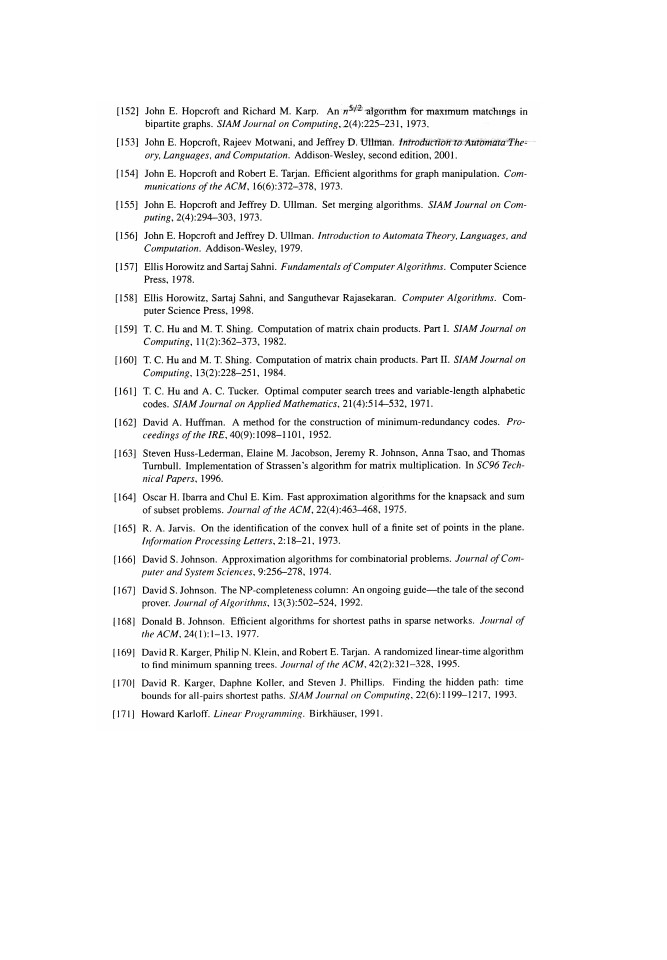 [152] John E. Hopcroft and Richard M. Karp. An n^5/2 algorithm for maximum matchings in
bipartite graphs. SIAM Journal on Computing, 2(4):225–231, 1973.
[153] John E. Hopcroft, Rajeev Motwani, and Jeffrey D. Ullman. Introduction to Automata The-
ory, Languages, and Computation. Addison-Wesley, second edition, 2001.
[154] John E. Hopcroft and Robert E. Tarjan. Efficient algorithms for graph manipulation. Com-
munications of the ACM, 16(6):372–378, 1973.
[155] John E. Hopcroft and Jeffrey D. Ullman. Set merging algorithms. SIAM Journal on Com-
puting, 2(4):294–303, 1973.
[156] John E. Hopcroft and Jeffrey D. Ullman. Introduction to Automata Theory, Languages, and
Computation. Addison-Wesley, 1979.
[157] Ellis Horowitz and Sartaj Sahni. Fundamentals of Computer Algorithms. Computer Science
Press, 1978.
[158] Ellis Horowitz, Sartaj Sahni, and Sanguthevar Rajasekaran. Computer Algorithms. Com-
puter Science Press, 1998.
[159] T. C. Hu and M. T. Shing. Computation of matrix chain products. Part I. SIAM Journal on
Computing, 11(2):362–373, 1982.
[160] T. C. Hu and M. T. Shing. Computation of matrix chain products. Part II. SIAM Journal on
Computing, 13(2):228–251, 1984.
[161] T. C. Hu and A. C. Tucker. Optimal computer search trees and variable-length alphabetic
codes. SIAM Journal on Applied Mathematics, 21(4):514–532, 1971.
[162] David A. Huffman. A method for the construction of minimum-redundancy codes. Pro-
ceedings of the IRE, 40(9):1098–1101, 1952.
[163] Steven Huss-Lederman, Elaine M. Jacobson, Jeremy R. Johnson, Anna Tsao, and Thomas
Turnbull. Implementation of Strassen's algorithm for matrix multiplication. In SC96 Tech-
nical Papers, 1996.
[164] Oscar H. Ibarra and Chul E. Kim. Fast approximation algorithms for the knapsack and sum
of subset problems. Journal of the ACM, 22(4):463–468, 1975.
[165] R. A. Jarvis. On the identification of the convex hull of a finite set of points in the plane.
Information Processing Letters, 2:18–21, 1973.
[166] David S. Johnson. Approximation algorithms for combinatorial problems. Journal of Com-
puter and System Sciences, 9:256–278, 1974.
[167] David S. Johnson. The NP-completeness column: An ongoing guide—the tale of the second
prover. Journal of Algorithms, 13(3):502–524, 1992.
[168] Donald B. Johnson. Efficient algorithms for shortest paths in sparse networks. Journal of
the ACM, 24(1):1–13, 1977.
[169] David R. Karger, Philip N. Klein, and Robert E. Tarjan. A randomized linear-time algorithm
to find minimum spanning trees. Journal of the ACM, 42(2):321–328, 1995.
[170] David R. Karger, Daphne Koller, and Steven J. Phillips. Finding the hidden path: time
bounds for all-pairs shortest paths. SIAM Journal on Computing, 22(6):1199–1217, 1993.
[171] Howard Karloff. Linear Programming. Birkhäuser, 1991.